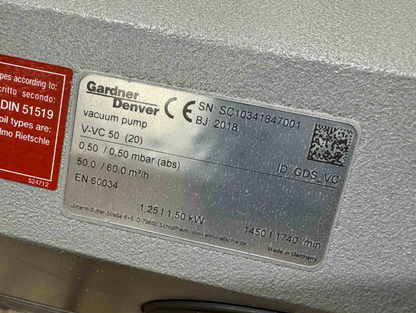 pes according to:
critto secondo:
DIN 51519
oil types are:
lmo Rietschle
524712
Gardner
Denver
CE
SN: SC10341847001
BJ: 2018
vacuum pump
V-VC 50 (20)
ID: GDS_VC
0,50 / 0,50 mbar (abs)
50.0 / 60.0 m³/h
EN 60034
1.25 | 1,50 kW
1450 | 1740 /min
Made in Germany